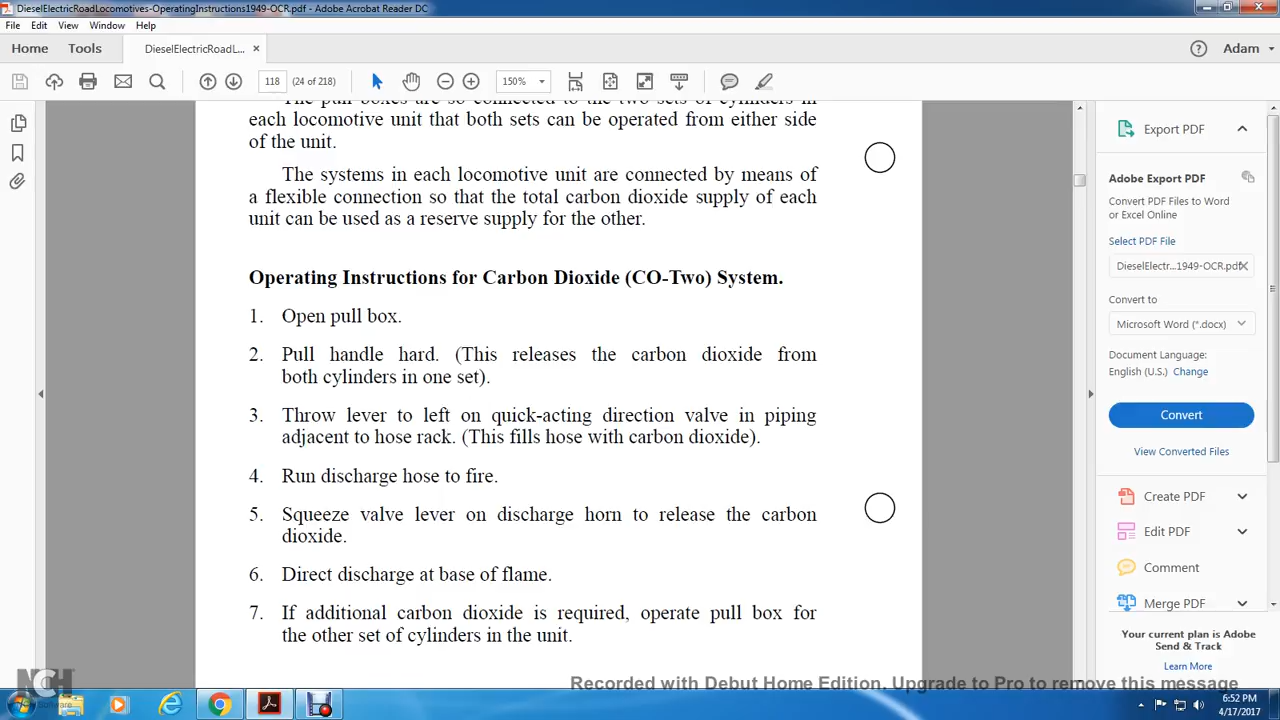 DieselElectricRoadLocomotives-OperatingInstructions1949-OCR.pdf - Adobe Acrobat Reader DC
File Edit View Window Help
Home Tools DieselElectricRoadL... × Adam
118 (24 of 218) 150%
The pull boxes are so connected to the two sets of cylinders in
each locomotive unit that both sets can be operated from either side
of the unit.
The systems in each locomotive unit are connected by means of
a flexible connection so that the total carbon dioxide supply of each
unit can be used as a reserve supply for the other.
Operating Instructions for Carbon Dioxide (CO-Two) System.
1. Open pull box.
2. Pull handle hard. (This releases the carbon dioxide from
both cylinders in one set).
3. Throw lever to left on quick-acting direction valve in piping
adjacent to hose rack. (This fills hose with carbon dioxide).
4. Run discharge hose to fire.
5. Squeeze valve lever on discharge horn to release the carbon
dioxide.
6. Direct discharge at base of flame.
7. If additional carbon dioxide is required, operate pull box for
the other set of cylinders in the unit.
Export PDF
Adobe Export PDF
Convert PDF Files to Word
or Excel Online
Select PDF File
DieselElectr...1949-OCR.pdf
Convert to
Microsoft Word (*.docx)
Document Language:
English (U.S.) Change
Convert
View Converted Files
Create PDF
Edit PDF
Comment
Merge PDF
Your current plan is Adobe
Send & Track
Learn More
NCH
Software
Recorded with Debut Home Edition. Upgrade to Pro to remove this message
6:52 PM
4/17/2017